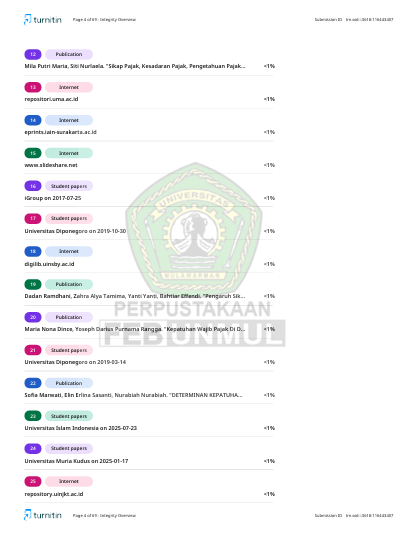 turnitin Page 4 of 69 - Integrity Overview Submission ID trn:oid:::3618:116443407
12 Publication
Mila Putri Maria, Siti Nurlaela. "Sikap Pajak, Kesadaran Pajak, Pengetahuan Pajak... <1%
13 Internet
repositori.uma.ac.id <1%
14 Internet
eprints.iain-surakarta.ac.id <1%
15 Internet
www.slideshare.net <1%
16 Student papers
iGroup on 2017-07-25 <1%
17 Student papers
Universitas Diponegoro on 2019-10-30 <1%
18 Internet
digilib.uinsby.ac.id <1%
19 Publication
Dadan Ramdhani, Zahra Alya Tamima, Yanti Yanti, Bahtiar Effendi. "Pengaruh Sik... <1%
20 Publication
Maria Nona Dince, Yoseph Darius Purnama Rangga. "Kepatuhan Wajib Pajak Di D... <1%
21 Student papers
Universitas Diponegoro on 2019-03-14 <1%
22 Publication
Sofia Marwati, Elin Erlina Sasanti, Nurabiah Nurabiah. "DETERMINAN KEPATUHA... <1%
23 Student papers
Universitas Islam Indonesia on 2025-07-23 <1%
24 Student papers
Universitas Muria Kudus on 2025-01-17 <1%
25 Internet
repository.uinjkt.ac.id <1%
UNIVERSITAS
PERPUSTAKAAN
FEB UNMUL
turnitin Page 4 of 69 - Integrity Overview Submission ID trn:oid:::3618:116443407